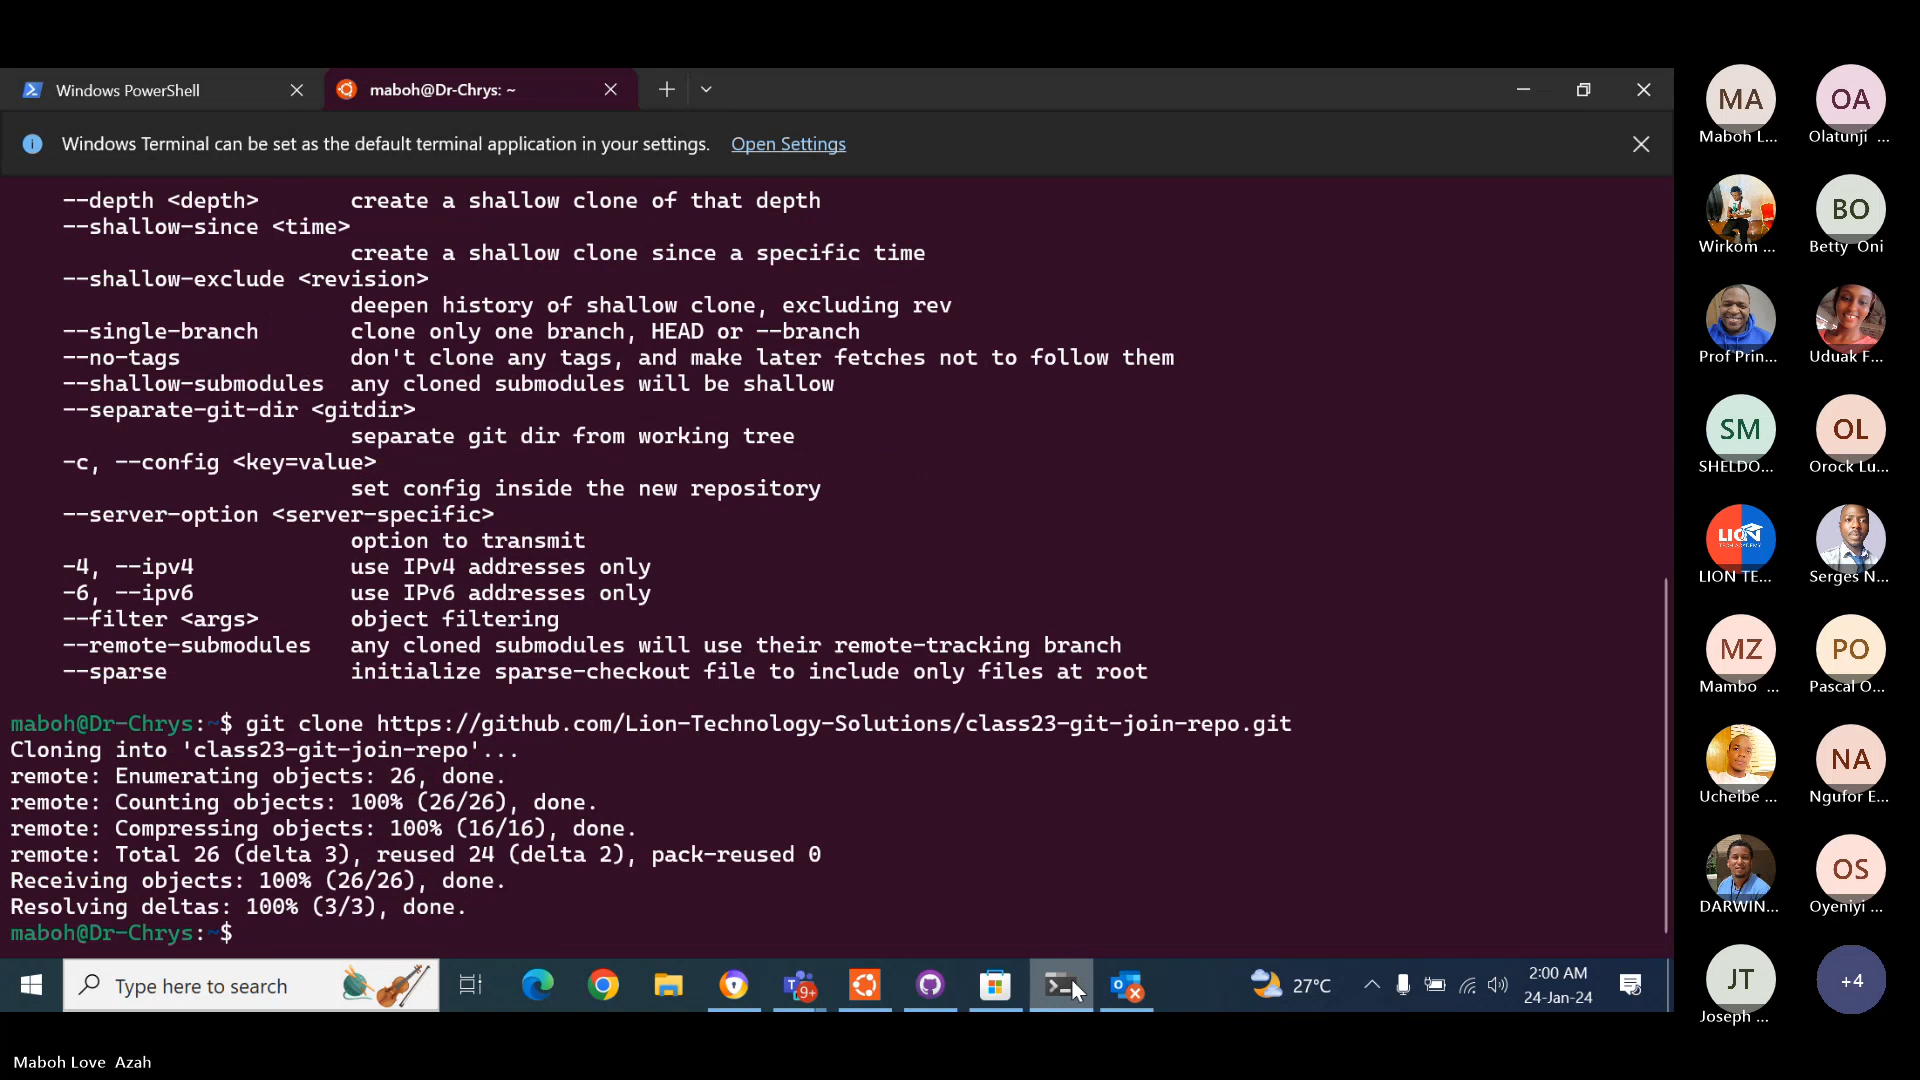 Windows PowerShell
maboh@Dr-Chrys: ~
Windows Terminal can be set as the default terminal application in your settings. Open Settings
--depth <depth> create a shallow clone of that depth
--shallow-since <time>
create a shallow clone since a specific time
--shallow-exclude <revision>
deepen history of shallow clone, excluding rev
--single-branch clone only one branch, HEAD or --branch
--no-tags don't clone any tags, and make later fetches not to follow them
--shallow-submodules any cloned submodules will be shallow
--separate-git-dir <gitdir>
separate git dir from working tree
-c, --config <key=value>
set config inside the new repository
--server-option <server-specific>
option to transmit
-4, --ipv4 use IPv4 addresses only
-6, --ipv6 use IPv6 addresses only
--filter <args> object filtering
--remote-submodules any cloned submodules will use their remote-tracking branch
--sparse initialize sparse-checkout file to include only files at root
maboh@Dr-Chrys:~$ git clone https://github.com/Lion-Technology-Solutions/class23-git-join-repo.git
Cloning into 'class23-git-join-repo'...
remote: Enumerating objects: 26, done.
remote: Counting objects: 100% (26/26), done.
remote: Compressing objects: 100% (16/16), done.
remote: Total 26 (delta 3), reused 24 (delta 2), pack-reused 0
Receiving objects: 100% (26/26), done.
Resolving deltas: 100% (3/3), done.
maboh@Dr-Chrys:~$
Type here to search
9+
27°C
2:00 AM
24-Jan-24
MA OA
Maboh L... Olatunji ...
BO
Wirkom ... Betty Oni
Prof Prin... Uduak F...
SM OL
SHELDO... Orock Lu...
LION
TECH ACADEMY
LION TE... Serges N...
MZ PO
Mambo ... Pascal O...
NA
Ucheibe ... Ngufor E...
OS
DARWIN... Oyeniyi ...
JT +4
Joseph ...
Maboh Love Azah